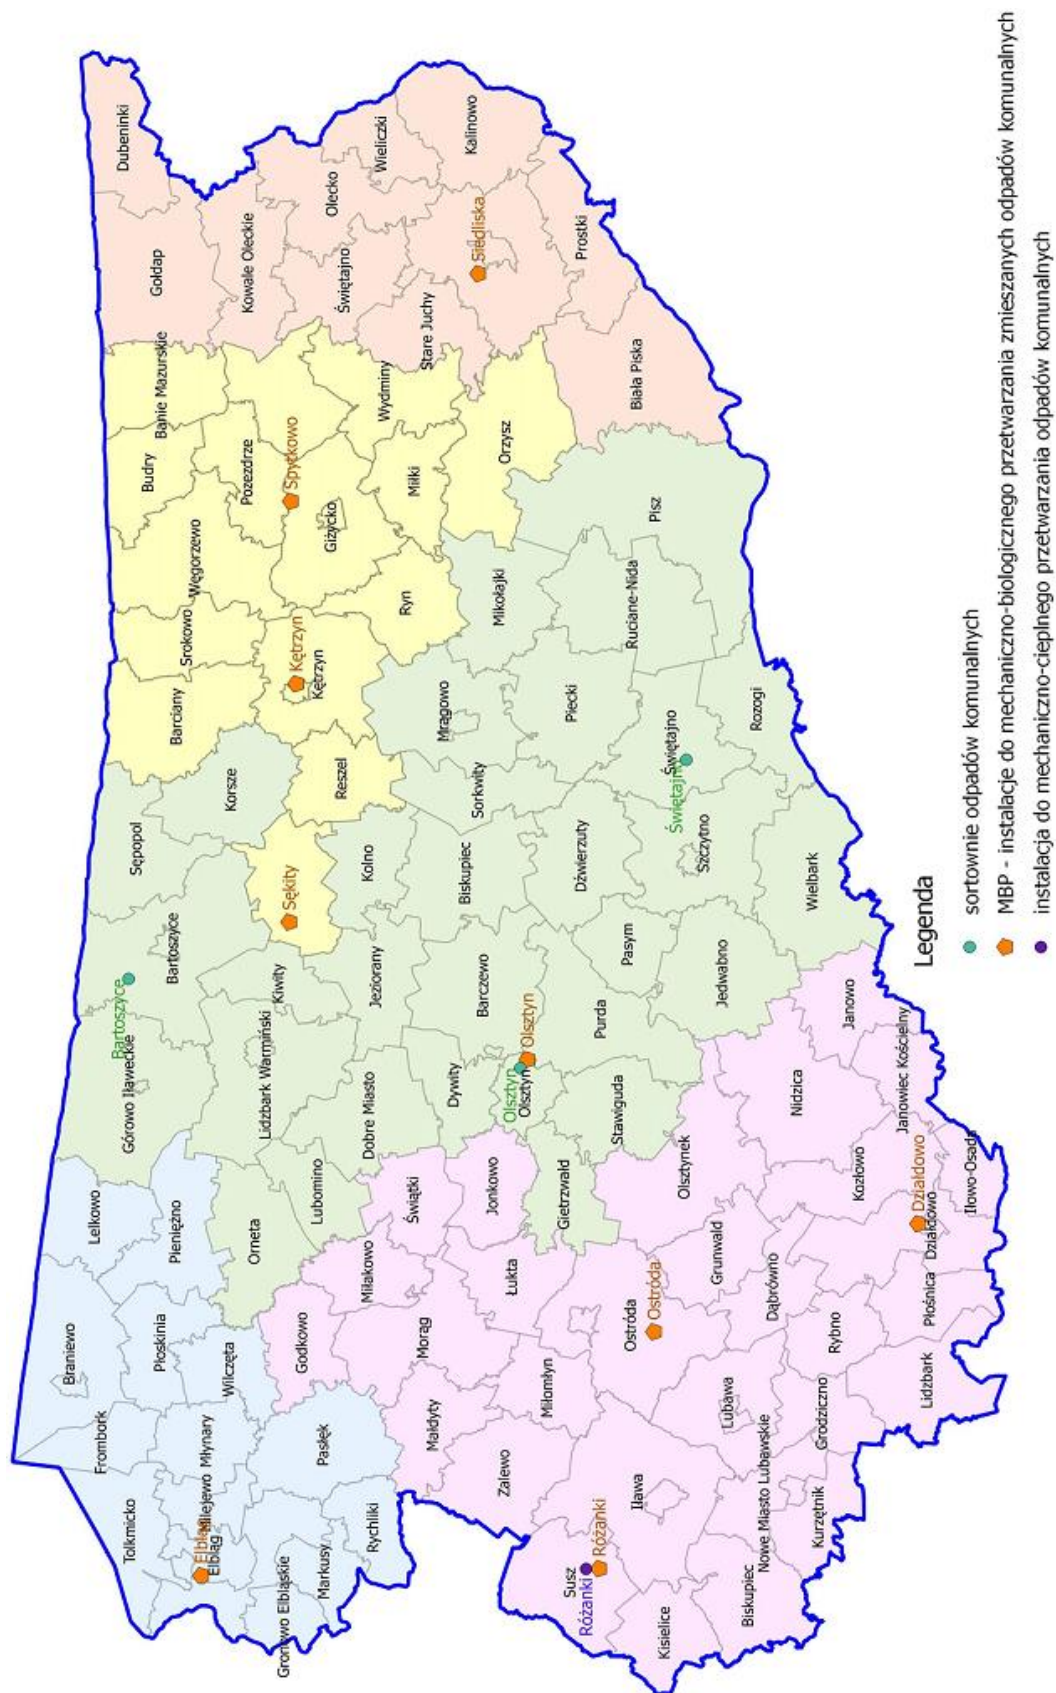 Braniewo
Lelkowo
Frombork
Górowo Iławeckie
Bartoszyce
Sępopol
Dubeninki
Tolkmicko
Płoskinia
Pieniężno
Bartoszyce
Barciany
Srokowo
Węgorzewo
Budry
Banie Mazurskie
Gołdap
Elbląg
Elbląg
Milejewo
Młynary
Wilczęta
Orneta
Lidzbark Warmiński
Kiwity
Korsze
Pozezdrze
Kowale Oleckie
Gronowo Elbląskie
Markusy
Pasłęk
Godkowo
Lubomino
Sękity
Reszel
Kętrzyn
Kętrzyn
Spytkowo
Giżycko
Świętajno
Olecko
Wieliczki
Rychliki
Miłakowo
Dobre Miasto
Jeziorany
Kolno
Ryn
Miłki
Wydminy
Stare Juchy
Małdyty
Morąg
Świątki
Dywity
Biskupiec
Sorkwity
Mrągowo
Mikołajki
Orzysz
Siedliska
Kalinowo
Zalewo
Łukta
Jonkowo
Olsztyn
Olsztyn
Olsztyn
Barczewo
Susz
Różanki
Różanki
Miłomłyn
Gietrzwałd
Stawiguda
Purda
Pasym
Dźwierzuty
Piecki
Ruciane-Nida
Pisz
Biała Piska
Prostki
Kisielice
Iława
Ostróda
Ostróda
Olsztynek
Jedwabno
Szczytno
Świętajno
Świętajno
Biskupiec
Nowe Miasto Lubawskie
Lubawa
Grunwald
Dąbrówno
Nidzica
Wielbark
Rozogi
Kurzętnik
Grodziczno
Rybno
Kozłowo
Janowo
Lidzbark
Płośnica
Działdowo
Działdowo
Janowiec Kościelny
Iłowo-Osada
Legenda
sortownie odpadów komunalnych
MBP - instalacje do mechaniczno-biologicznego przetwarzania zmieszanych odpadów komunalnych
instalacja do mechaniczno-cieplnego przetwarzania odpadów komunalnych